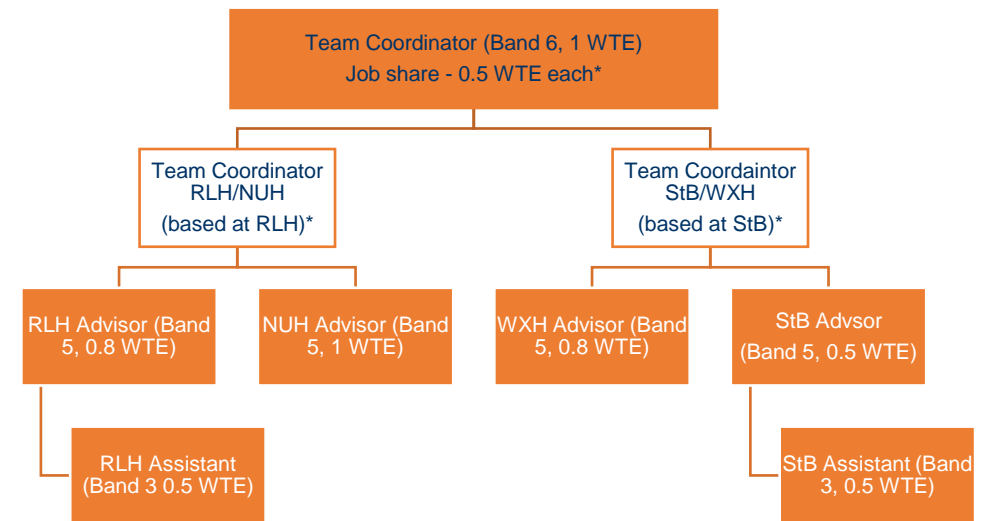 Team Coordinator (Band 6, 1 WTE)
Job share - 0.5 WTE each*
Team Coordinator
RLH/NUH
(based at RLH)*
Team Coordaintor
StB/WXH
(based at StB)*
RLH Advisor (Band
5, 0.8 WTE)
NUH Advisor (Band
5, 1 WTE)
WXH Advisor (Band
5, 0.8 WTE)
StB Advsor
(Band 5, 0.5 WTE)
RLH Assistant
(Band 3 0.5 WTE)
StB Assistant (Band
3, 0.5 WTE)